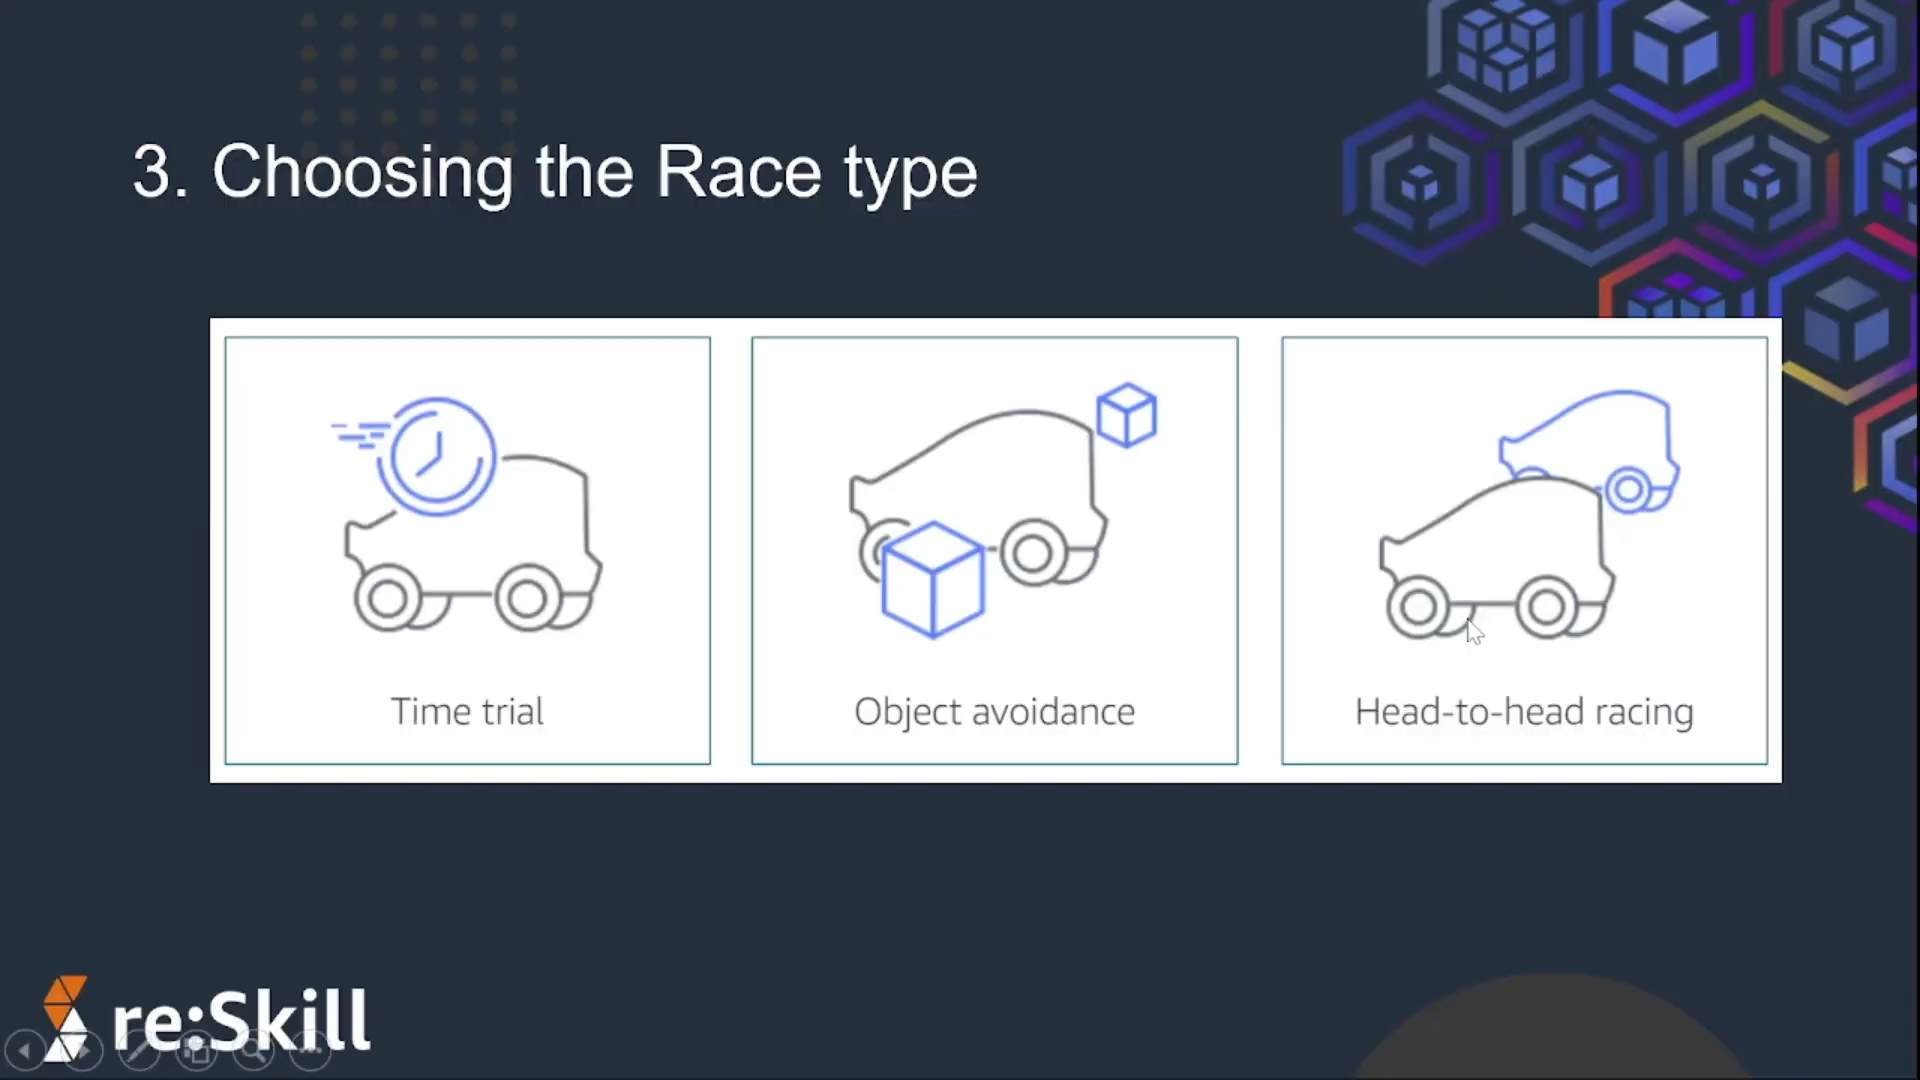 3. Choosing the Race type
Time trial
Object avoidance
Head-to-head racing
re:Skill